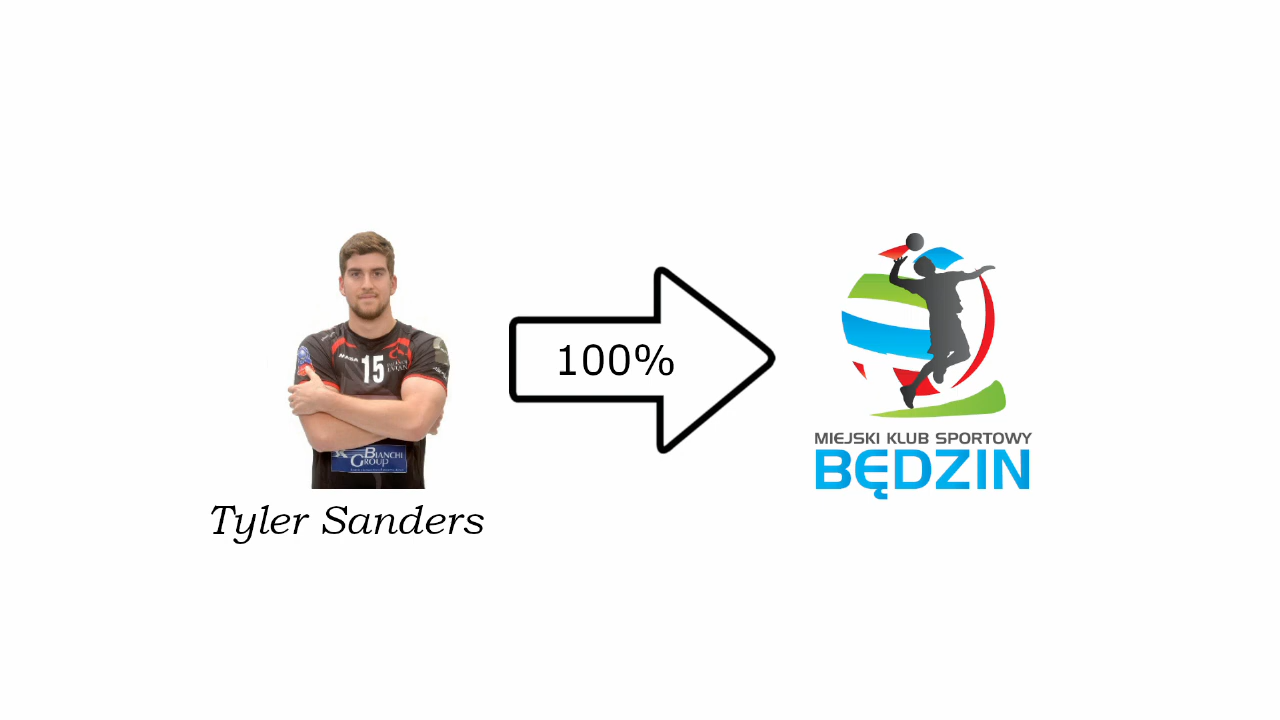 100%
15
BIANCHI
GROUP
MIEJSKI KLUB SPORTOWY
BĘDZIN
Tyler Sanders